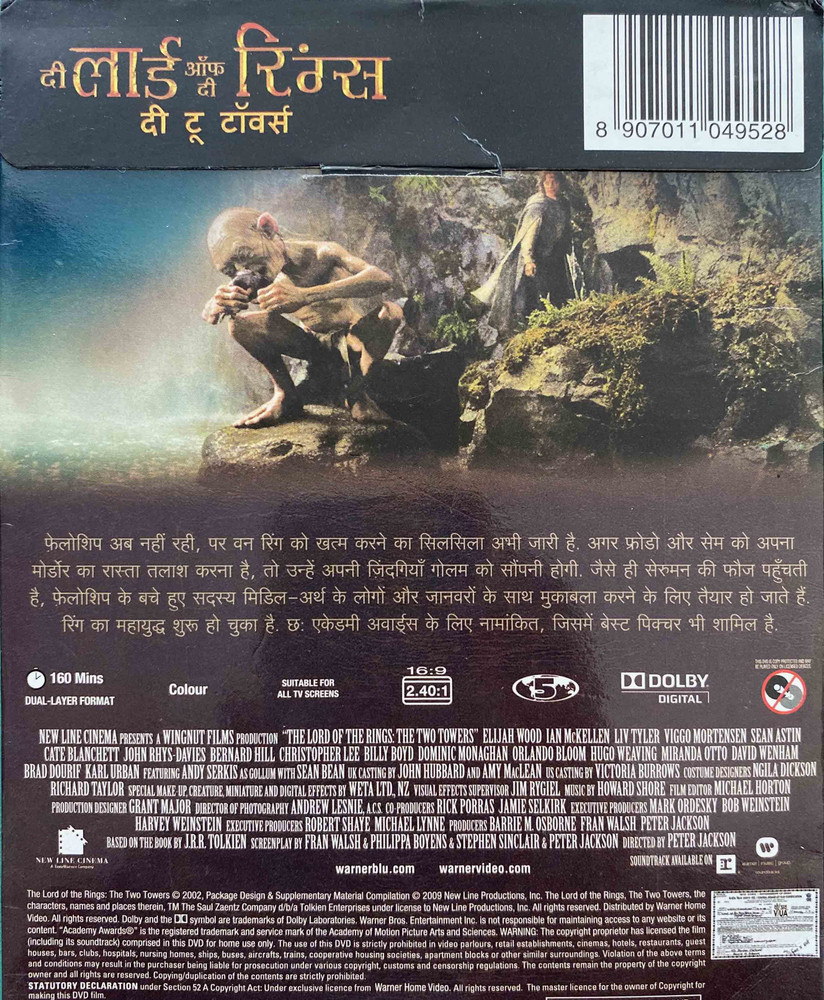 दी लार्ड ऑफ दी रिंग्स
दी टू टॉवर्स
8 907011 049528
फ़ेलोशिप अब नहीं रही, पर वन रिंग को खत्म करने का सिलसिला अभी जारी है. अगर फ्रोडो और सेम को अपना
मोर्डोर का रास्ता तलाश करना है, तो उन्हें अपनी ज़िंदगियाँ गोलम को सौंपनी होगी. जैसे ही सेरुमन की फौज पहुँचती
है, फ़ेलोशिप के बचे हुए सदस्य मिडिल-अर्थ के लोगों और जानवरों के साथ मुकाबला करने के लिए तैयार हो जाते हैं.
रिंग का महायुद्ध शुरू हो चुका है. छः एकेडमी अवार्ड्स के लिए नामांकित, जिसमें बेस्ट पिक्चर भी शामिल है.
160 Mins
DUAL-LAYER FORMAT
Colour
SUITABLE FOR
ALL TV SCREENS
16:9
2.40:1
5
DOLBY
DIGITAL
THIS DVD IS COPY PROTECTED AND MAY
BE PLAYED ONLY ON LICENSED DEVICES
NEW LINE CINEMA PRESENTS A WINGNUT FILMS PRODUCTION "THE LORD OF THE RINGS: THE TWO TOWERS" ELIJAH WOOD IAN McKELLEN LIV TYLER VIGGO MORTENSEN SEAN ASTIN
CATE BLANCHETT JOHN RHYS-DAVIES BERNARD HILL CHRISTOPHER LEE BILLY BOYD DOMINIC MONAGHAN ORLANDO BLOOM HUGO WEAVING MIRANDA OTTO DAVID WENHAM
BRAD DOURIF KARL URBAN FEATURING ANDY SERKIS AS GOLLUM WITH SEAN BEAN UK CASTING BY JOHN HUBBARD AND AMY MacLEAN US CASTING BY VICTORIA BURROWS COSTUME DESIGNERS NGILA DICKSON
RICHARD TAYLOR SPECIAL MAKE-UP, CREATURE, MINIATURE AND DIGITAL EFFECTS BY WETA LTD, NZ VISUAL EFFECTS SUPERVISOR JIM RYGIEL MUSIC BY HOWARD SHORE FILM EDITOR MICHAEL HORTON
PRODUCTION DESIGNER GRANT MAJOR DIRECTOR OF PHOTOGRAPHY ANDREW LESNIE, A.C.S. CO-PRODUCERS RICK PORRAS JAMIE SELKIRK EXECUTIVE PRODUCERS MARK ORDESKY BOB WEINSTEIN
HARVEY WEINSTEIN EXECUTIVE PRODUCERS ROBERT SHAYE MICHAEL LYNNE PRODUCERS BARRIE M. OSBORNE FRAN WALSH PETER JACKSON
BASED ON THE BOOK BY J.R.R. TOLKIEN SCREENPLAY BY FRAN WALSH & PHILIPPA BOYENS & STEPHEN SINCLAIR & PETER JACKSON DIRECTED BY PETER JACKSON
NEW LINE CINEMA
A TimeWarner Company
SOUNDTRACK AVAILABLE ON
warner music group
warnerblu.com warnervideo.com
The Lord of the Rings: The Two Towers © 2002, Package Design & Supplementary Material Compilation © 2009 New Line Productions, Inc. The Lord of the Rings, The Two Towers, the
characters, names and places therein, TM The Saul Zaentz Company d/b/a Tolkien Enterprises under license to New Line Productions, Inc. All rights reserved. Distributed by Warner Home
Video. All rights reserved. Dolby and the symbol are trademarks of Dolby Laboratories. Warner Bros. Entertainment Inc. is not responsible for maintaining access to any website or its
content. "Academy Awards®" is the registered trademark and service mark of the Academy of Motion Picture Arts and Sciences. WARNING: The copyright proprietor has licensed the film
(including its soundtrack) comprised in this DVD for home use only. The use of this DVD is strictly prohibited in video parlours, retail establishments, cinemas, hotels, restaurants, guest
houses, bars, clubs, hospitals, nursing homes, ships, buses, aircrafts, trains, cooperative housing societies, apartment blocks or other similar surroundings. Violation of the above terms
and conditions may result in the purchaser being liable for prosecution under various copyright, customs and censorship regulations. The contents remain the property of the copyright
owner and all rights are reserved. Copying/duplication of the contents are strictly prohibited.
STATUTORY DECLARATION under Section 52 A Copyright Act: Under exclusive licence from Warner Home Video. All rights reserved. The master licence for the owner of Copyright for
making this DVD film.
V/UA